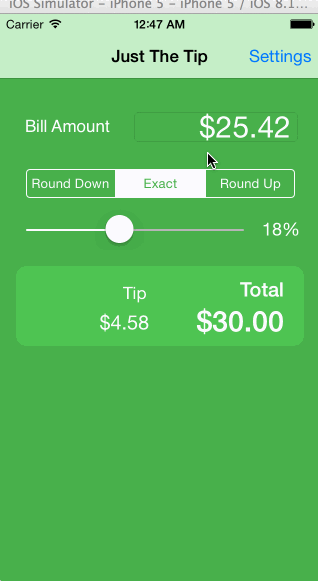 iOS Simulator – iPhone 5 – iPhone 5 / iOS 8.1...
Carrier 12:47 AM
Just The Tip Settings
Bill Amount $25.42
Round Down Exact Round Up
18%
Tip Total
$4.58 $30.00